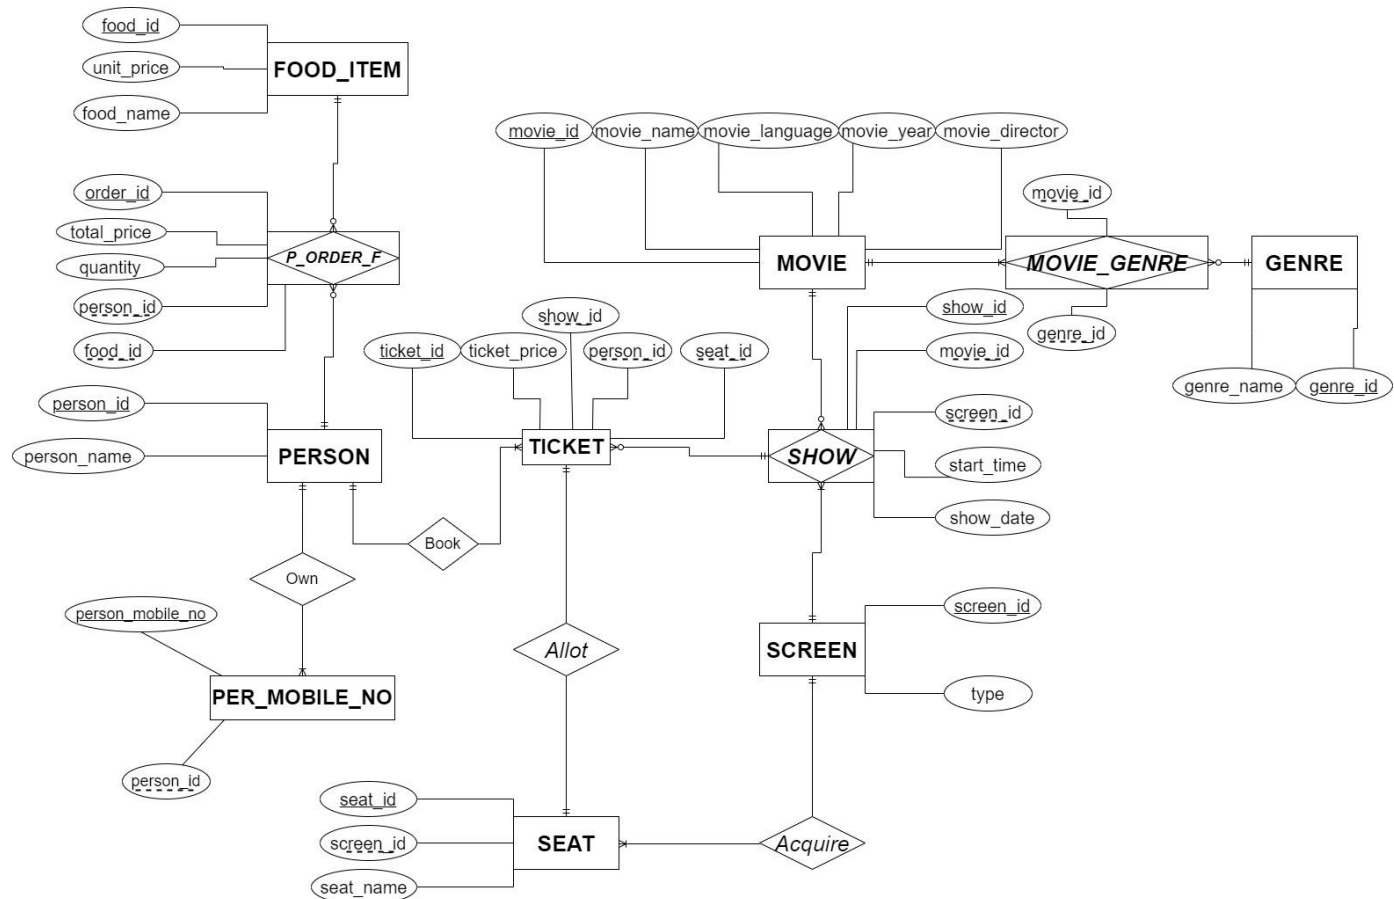 food_id
unit_price
FOOD_ITEM
food_name
movie_id
movie_name
movie_language
movie_year
movie_director
order_id
total_price
quantity
P_ORDER_F
person_id
food_id
movie_id
MOVIE
MOVIE_GENRE
GENRE
show_id
movie_id
genre_id
genre_name
genre_id
show_id
ticket_id
ticket_price
person_id
seat_id
person_id
person_name
PERSON
TICKET
SHOW
screen_id
start_time
show_date
Book
Own
person_mobile_no
PER_MOBILE_NO
person_id
Allot
SCREEN
screen_id
type
seat_id
screen_id
seat_name
SEAT
Acquire